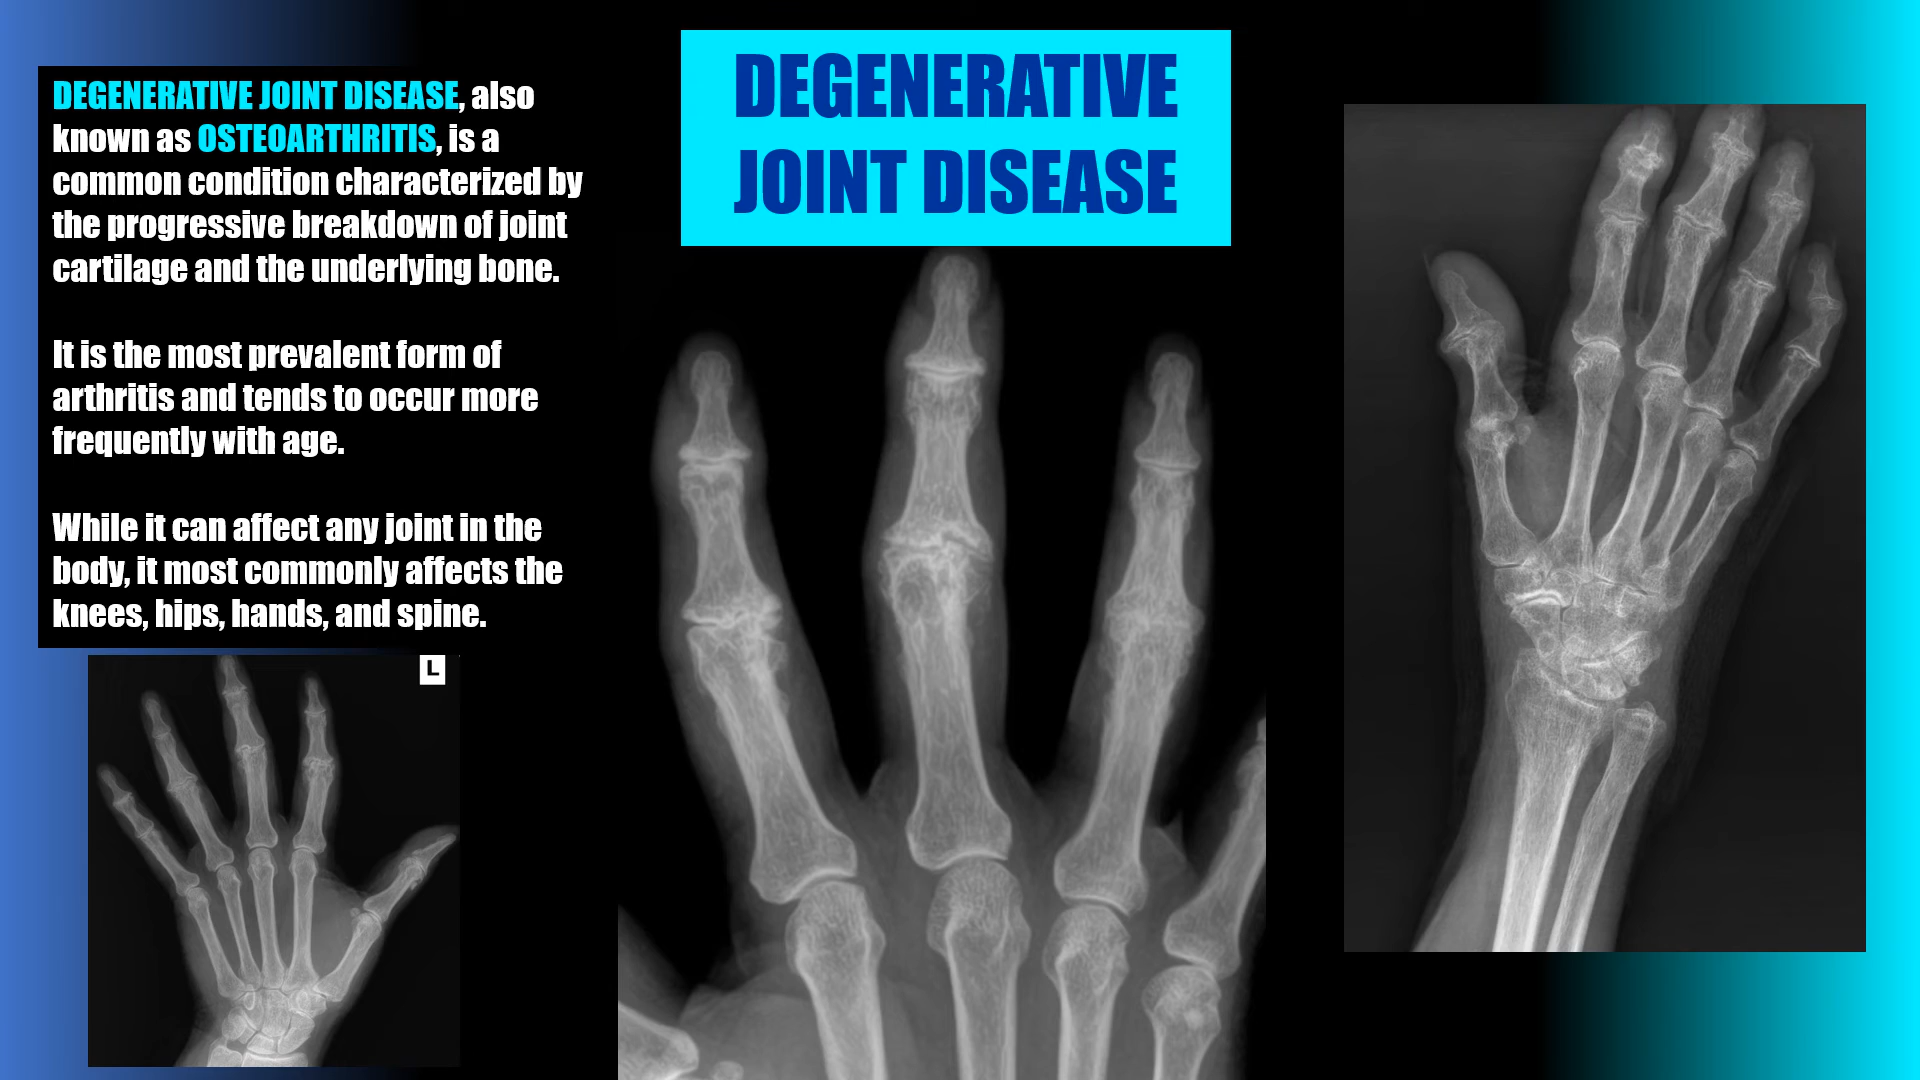 DEGENERATIVE
JOINT DISEASE
DEGENERATIVE JOINT DISEASE, also
known as OSTEOARTHRITIS, is a
common condition characterized by
the progressive breakdown of joint
cartilage and the underlying bone.
It is the most prevalent form of
arthritis and tends to occur more
frequently with age.
While it can affect any joint in the
body, it most commonly affects the
knees, hips, hands, and spine.
L